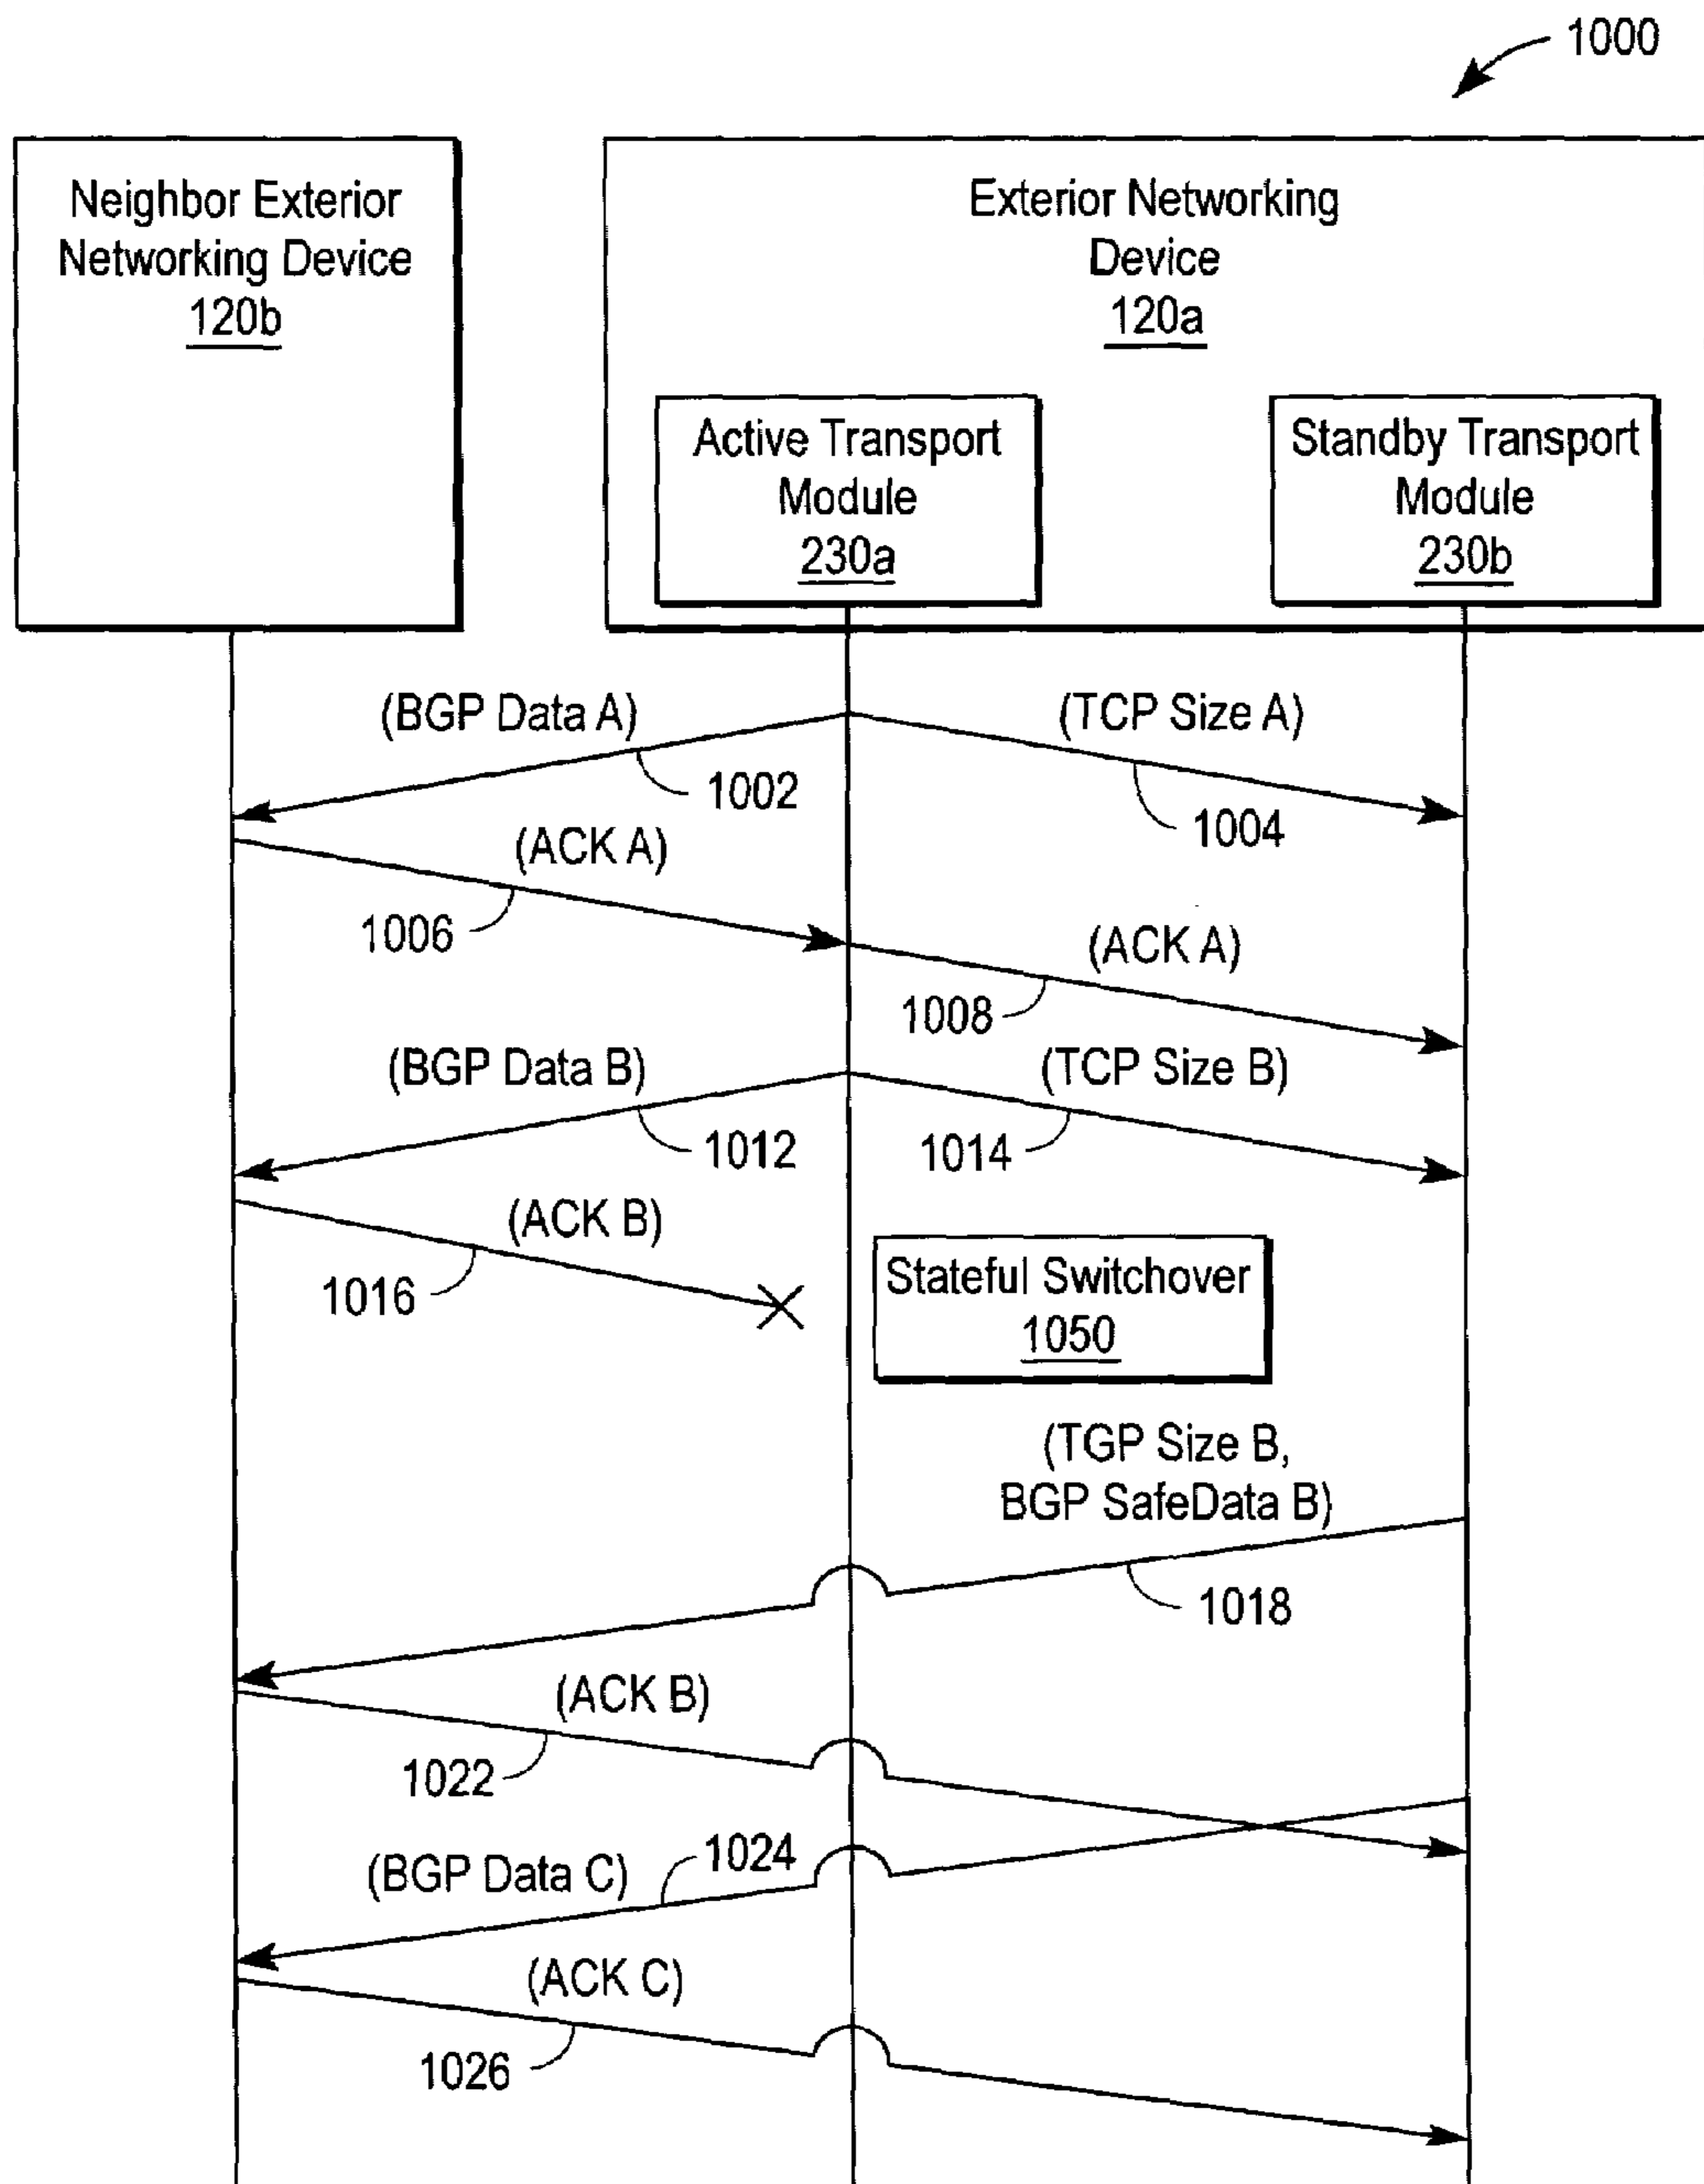 1000
Neighbor Exterior
Networking Device
120b
Exterior Networking
Device
120a
Active Transport
Module
230a
Standby Transport
Module
230b
(BGP Data A)
(TCP Size A)
1002
1004
(ACK A)
1006
(ACK A)
1008
(BGP Data B)
(TCP Size B)
1012
1014
(ACK B)
1016
Stateful Switchover
1050
(TGP Size B,
BGP SafeData B)
1018
(ACK B)
1022
1024
(BGP Data C)
(ACK C)
1026